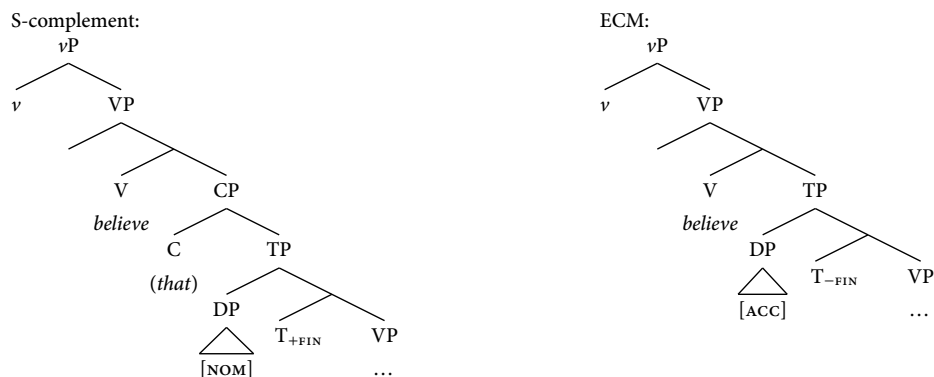 S-complement: ECM:
vP vP
v VP v VP
V CP V TP
believe believe
C TP DP T−FIN VP
(that) [ACC] …
DP T+FIN VP
[NOM] …